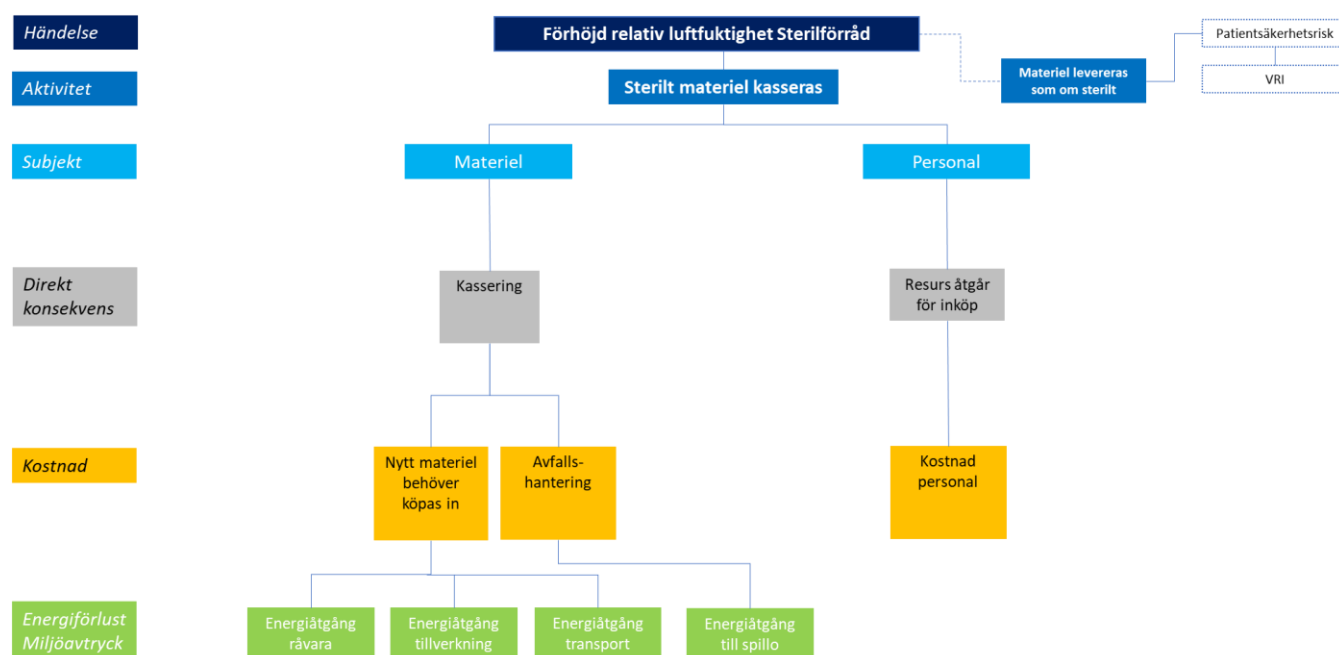 Händelse
Förhöjd relativ luftfuktighet Sterilförråd
Patientsäkerhetsrisk
Aktivitet
Sterilt materiel kasseras
Materiel levereras
som om sterilt
VRI
Subjekt
Materiel
Personal
Direkt
konsekvens
Kassering
Resurs åtgår
för inköp
Kostnad
Nytt materiel
behöver
köpas in
Avfalls-
hantering
Kostnad
personal
Energiförlust
Miljöavtryck
Energiåtgång
råvara
Energiåtgång
tillverkning
Energiåtgång
transport
Energiåtgång
till spillo